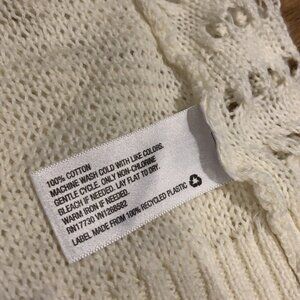 100% COTTON
MACHINE WASH COLD WITH LIKE COLORS.
GENTLE CYCLE. ONLY NON-CHLORINE
BLEACH IF NEEDED. LAY FLAT TO DRY.
WARM IRON IF NEEDED.
RN17730 VN1288582
LABEL MADE FROM 100% RECYCLED PLASTIC